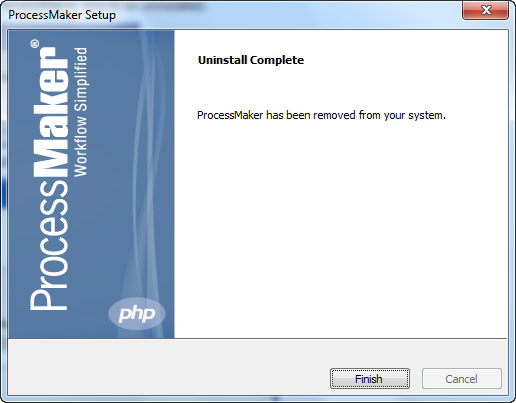 ProcessMaker Setup
ProcessMaker®
Workflow Simplified
php
Uninstall Complete
ProcessMaker has been removed from your system.
Finish
Cancel